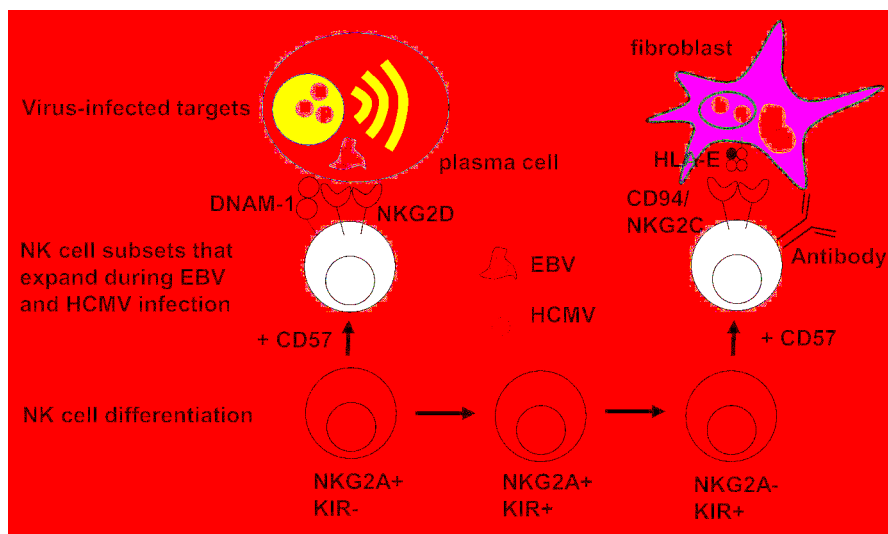 fibroblast
Virus-infected targets
plasma cell
HLA-E
DNAM-1
NKG2D
CD94/
NKG2C
NK cell subsets that
expand during EBV
and HCMV infection
EBV
Antibody
HCMV
+ CD57
+ CD57
NK cell differentiation
NKG2A+
KIR-
NKG2A+
KIR+
NKG2A-
KIR+